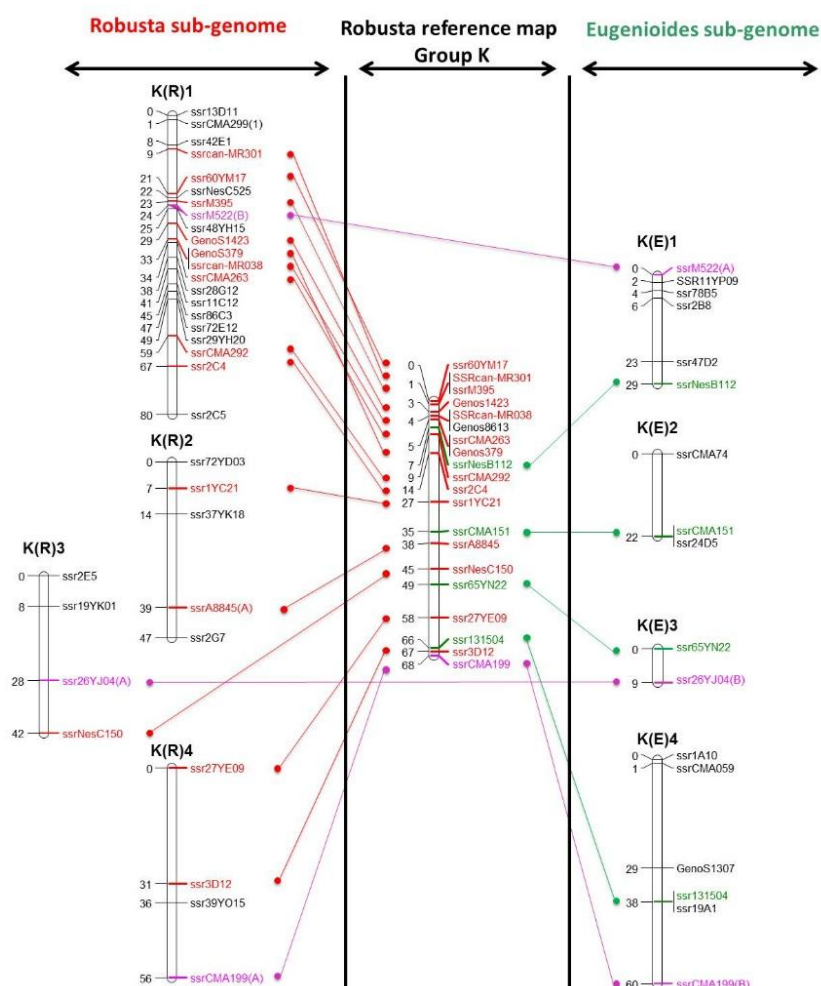 Robusta sub-genome
Robusta reference map
Group K
Eugenioides sub-genome
K(R)1
0 ssr13D11
1 ssrCMA299(1)
8 ssr42E1
9 ssrcan-MR301
21 ssr60YM17
22 ssrNesC525
23 ssrM395
24 ssrM522(B)
25 ssr48YH15
29 GenoS1423
GenoS379
33 ssrcan-MR038
34 ssrCMA263
38 ssr28G12
41 ssr11C12
45 ssr86C3
47 ssr72E12
49 ssr29YH20
59 ssrCMA292
67 ssr2C4
80 ssr2C5
K(R)2
0 ssr72YD03
7 ssr1YC21
14 ssr37YK18
39 ssrA8845(A)
47 ssr2G7
K(R)3
0 ssr2E5
8 ssr19YK01
28 ssr26YJ04(A)
42 ssrNesC150
K(R)4
0 ssr27YE09
31 ssr3D12
36 ssr39YO15
56 ssrCMA199(A)
0 ssr60YM17
SSRcan-MR301
1 ssrM395
3 Genos1423
SSRcan-MR038
4 Genos8613
ssrCMA263
5 Genos379
7 ssrNesB112
9 ssrCMA292
14 ssr2C4
27 ssr1YC21
35 ssrCMA151
38 ssrA8845
45 ssrNesC150
49 ssr65YN22
58 ssr27YE09
66 ssr131504
67 ssr3D12
68 ssrCMA199
K(E)1
0 ssrM522(A)
2 SSR11YP09
4 ssr78B5
6 ssr2B8
23 ssr47D2
29 ssrNesB112
K(E)2
0 ssrCMA74
ssrCMA151
22 ssr24D5
K(E)3
0 ssr65YN22
9 ssr26YJ04(B)
K(E)4
0 ssr1A10
1 ssrCMA059
29 GenoS1307
ssr131504
38 ssr19A1
60 ssrCMA199(B)